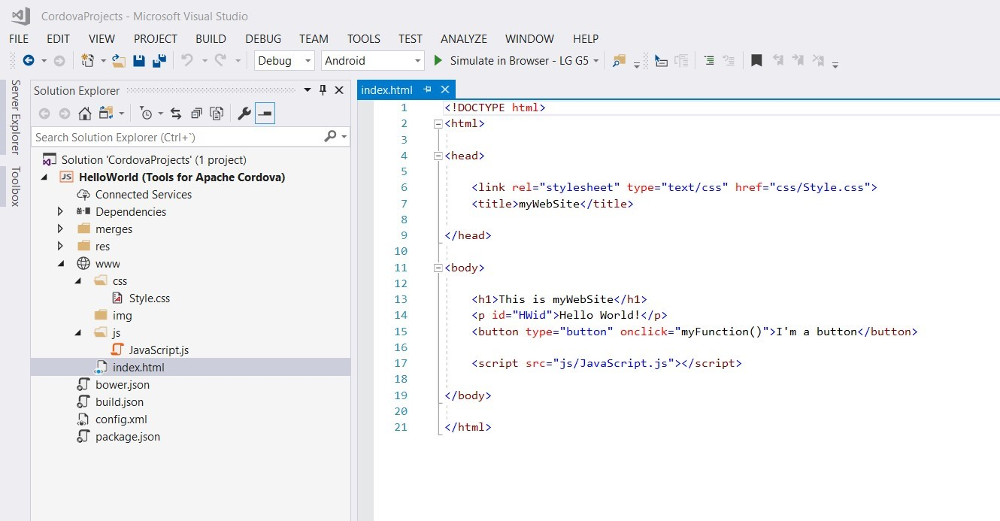 CordovaProjects - Microsoft Visual Studio
FILE EDIT VIEW PROJECT BUILD DEBUG TEAM TOOLS TEST ANALYZE WINDOW HELP
Debug Android Simulate in Browser - LG G5
Server Explorer
Toolbox
Solution Explorer
Search Solution Explorer (Ctrl+`)
Solution 'CordovaProjects' (1 project)
JS HelloWorld (Tools for Apache Cordova)
Connected Services
Dependencies
merges
res
www
css
Style.css
img
js
JavaScript.js
index.html
bower.json
build.json
config.xml
package.json
index.html
1 <!DOCTYPE html>
2 <html>
3
4 <head>
5
6 <link rel="stylesheet" type="text/css" href="css/Style.css">
7 <title>myWebSite</title>
8
9 </head>
10
11 <body>
12
13 <h1>This is myWebSite</h1>
14 <p id="HWid">Hello World!</p>
15 <button type="button" onclick="myFunction()">I'm a button</button>
16
17 <script src="js/JavaScript.js"></script>
18
19 </body>
20
21 </html>